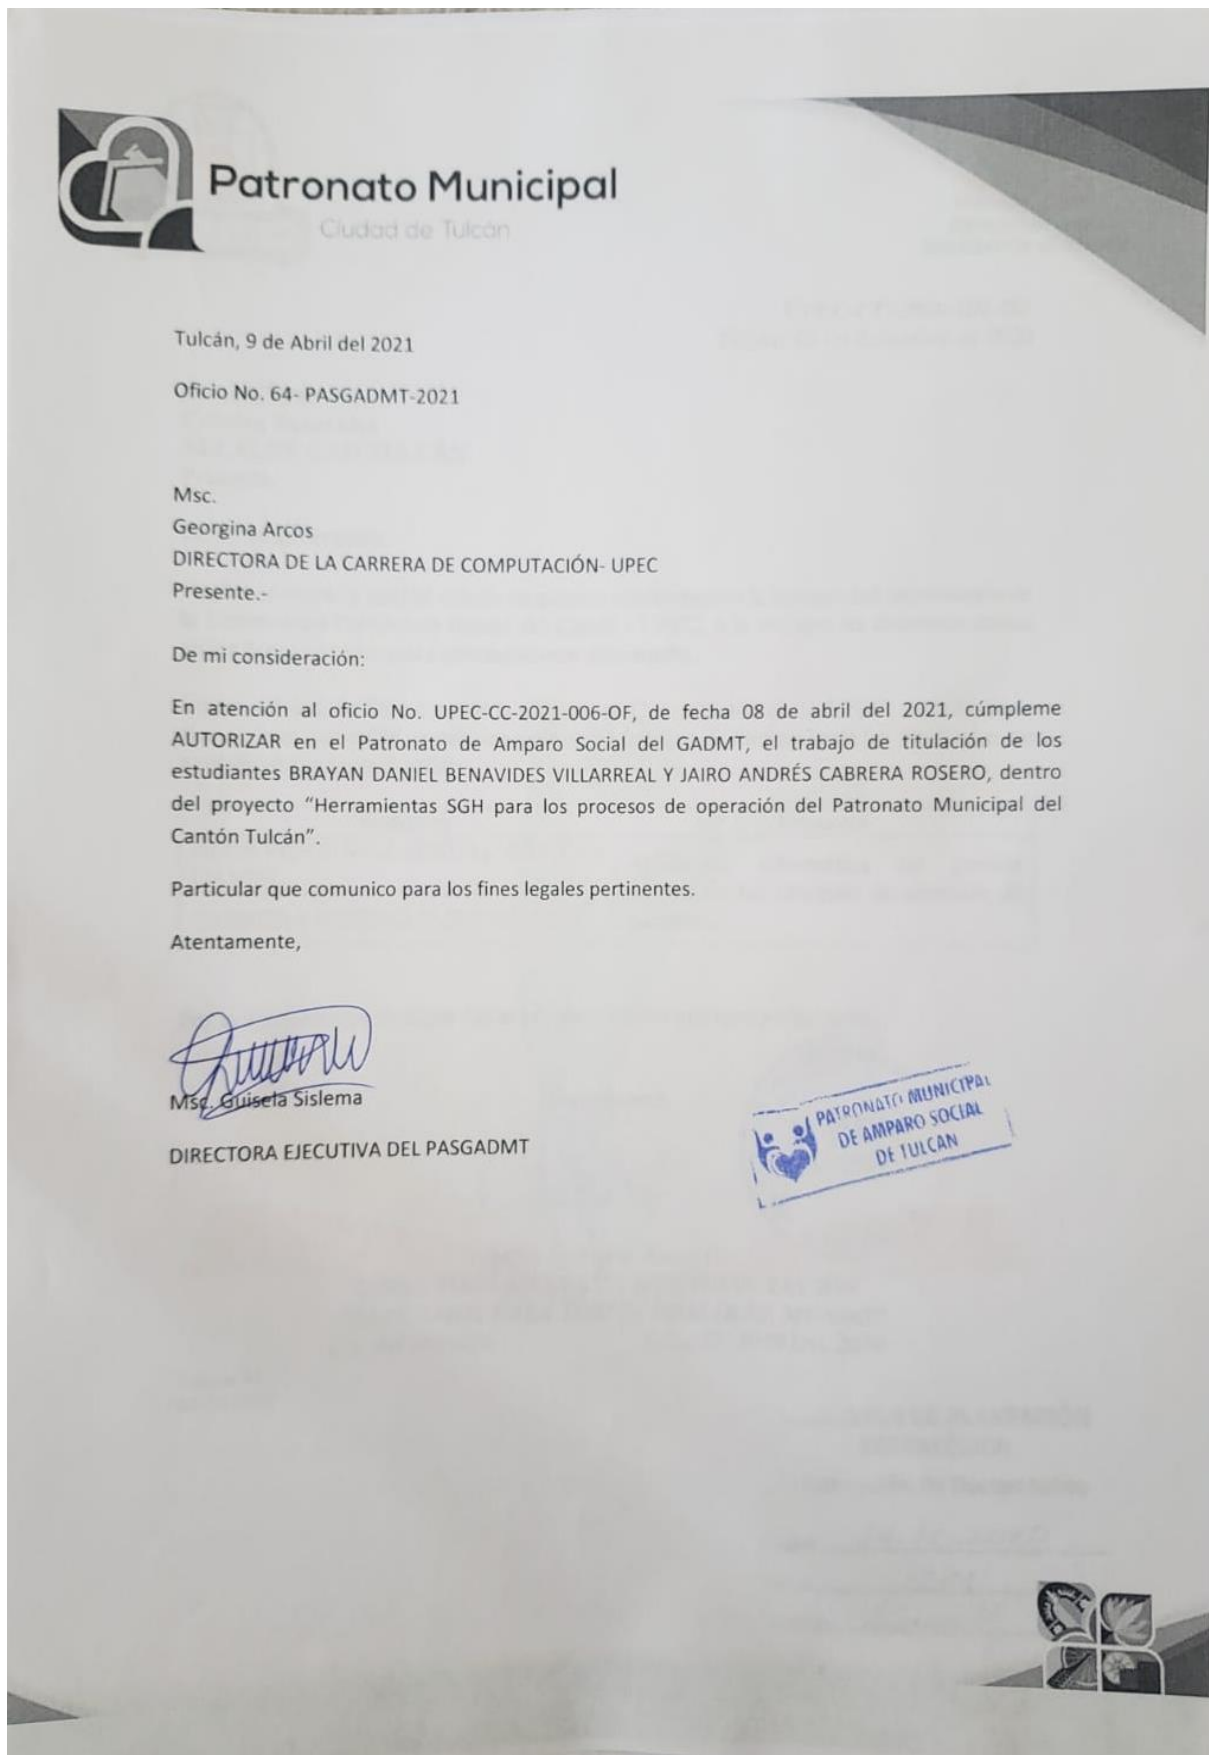 Patronato Municipal
Ciudad de Tulcán
Tulcán, 9 de Abril del 2021
Oficio No. 64- PASGADMT-2021
Msc.
Georgina Arcos
DIRECTORA DE LA CARRERA DE COMPUTACIÓN- UPEC
Presente.-
De mi consideración:
En atención al oficio No. UPEC-CC-2021-006-OF, de fecha 08 de abril del 2021, cúmpleme
AUTORIZAR en el Patronato de Amparo Social del GADMT, el trabajo de titulación de los
estudiantes BRAYAN DANIEL BENAVIDES VILLARREAL Y JAIRO ANDRÉS CABRERA ROSERO, dentro
del proyecto “Herramientas SGH para los procesos de operación del Patronato Municipal del
Cantón Tulcán”.
Particular que comunico para los fines legales pertinentes.
Atentamente,
Msc. Guisela Sislema
DIRECTORA EJECUTIVA DEL PASGADMT
PATRONATO MUNICIPAL
DE AMPARO SOCIAL
DE TULCAN